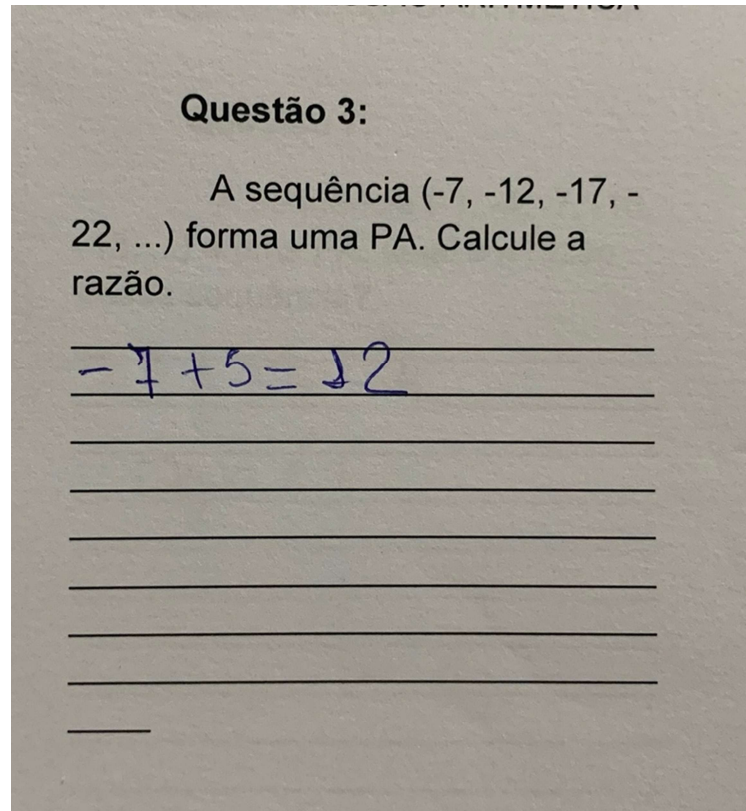 Questão 3:
A sequência (-7, -12, -17, -
22, ...) forma uma PA. Calcule a
razão.
-7+5=12